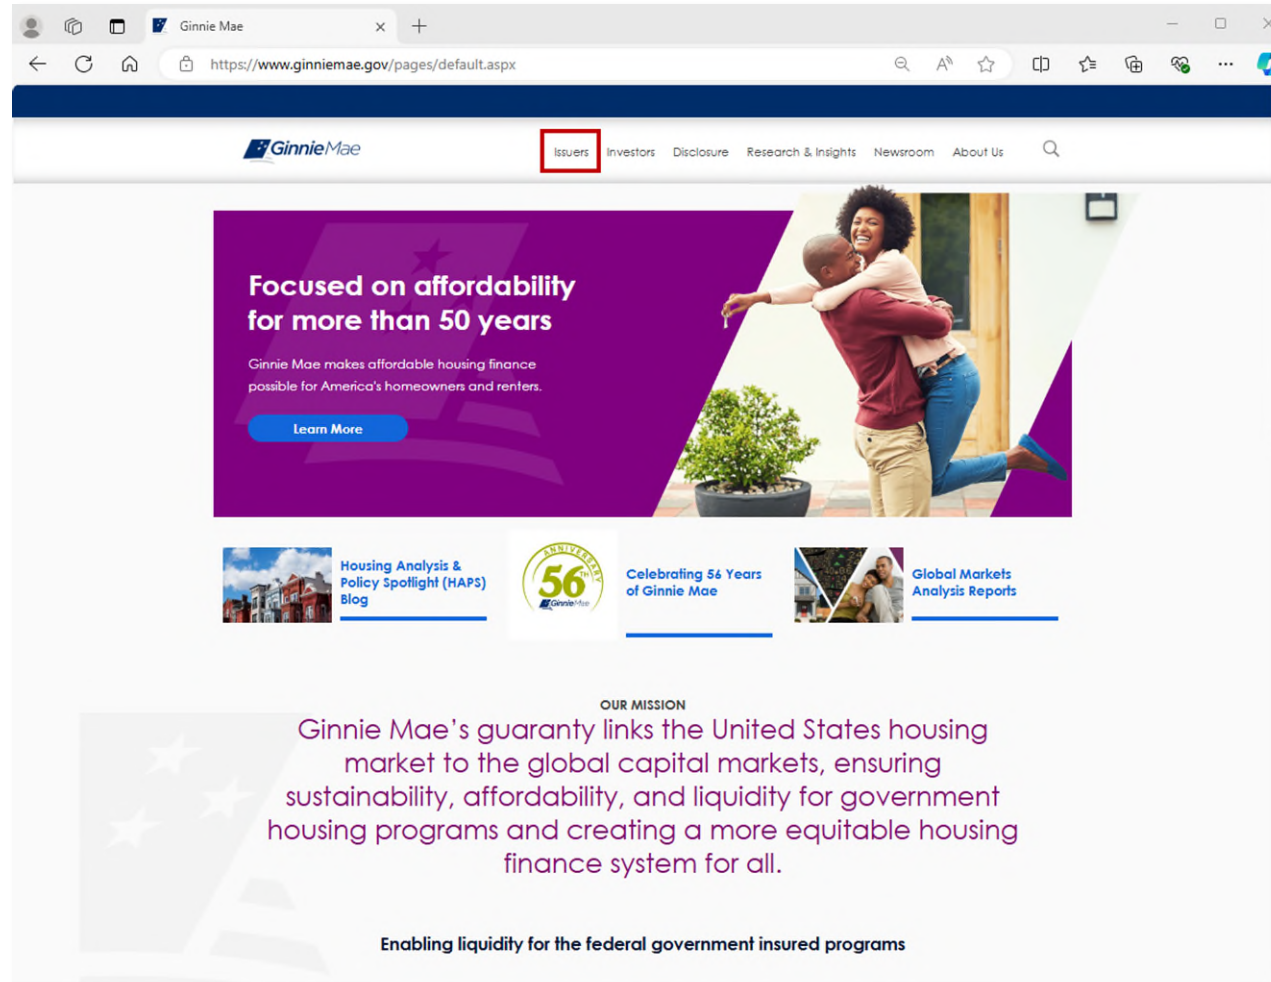 Ginnie Mae
https://www.ginniemae.gov/pages/default.aspx
GinnieMae
Issuers Investors Disclosure Research & Insights Newsroom About Us
Focused on affordability
for more than 50 years
Ginnie Mae makes affordable housing finance
possible for America's homeowners and renters.
Learn More
Housing Analysis &
Policy Spotlight (HAPS)
Blog
ANNIVERSARY
56TH
GinnieMae
Celebrating 56 Years
of Ginnie Mae
Global Markets
Analysis Reports
OUR MISSION
Ginnie Mae’s guaranty links the United States housing
market to the global capital markets, ensuring
sustainability, affordability, and liquidity for government
housing programs and creating a more equitable housing
finance system for all.
Enabling liquidity for the federal government insured programs